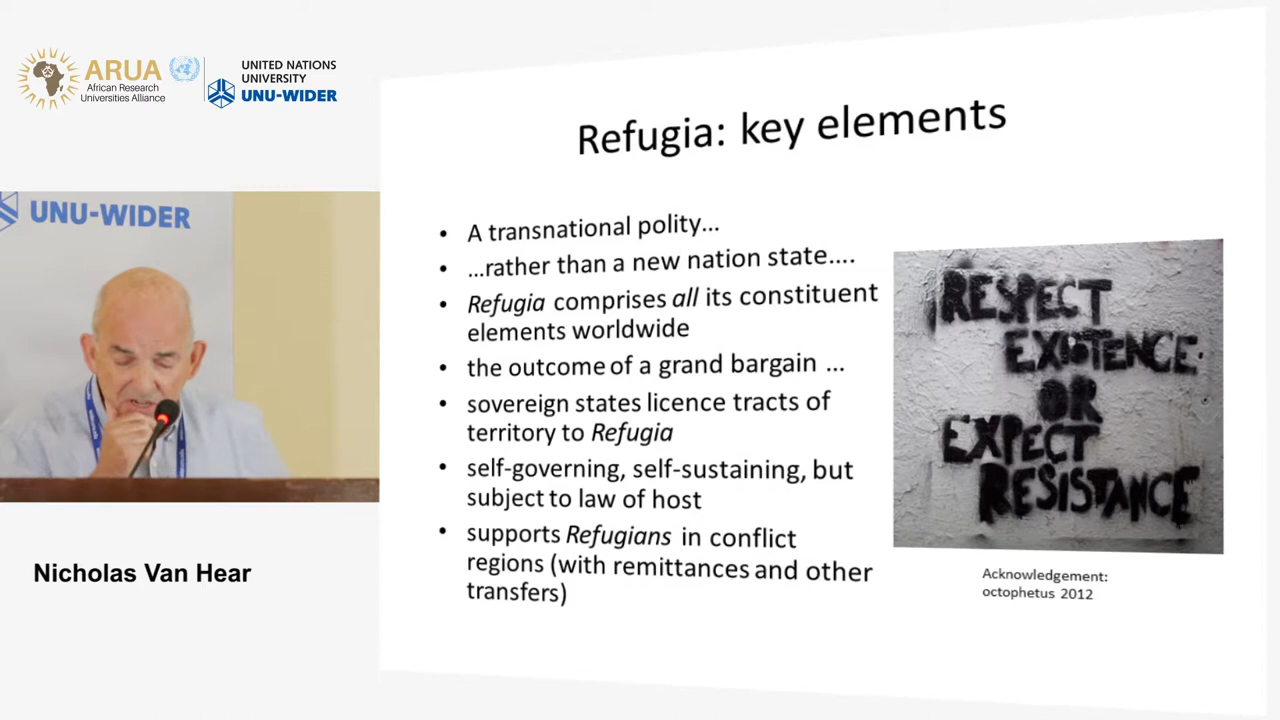 ARUA
African Research
Universities Alliance
UNITED NATIONS
UNIVERSITY
UNU-WIDER
UNU-WIDER
Nicholas Van Hear
Refugia: key elements
• A transnational polity...
• ...rather than a new nation state....
• Refugia comprises all its constituent
elements worldwide
• the outcome of a grand bargain ...
• sovereign states licence tracts of
territory to Refugia
• self-governing, self-sustaining, but
subject to law of host
• supports Refugians in conflict
regions (with remittances and other
transfers)
RESPECT
EXISTENCE
OR
EXPECT
RESISTANCE
Acknowledgement:
octophetus 2012